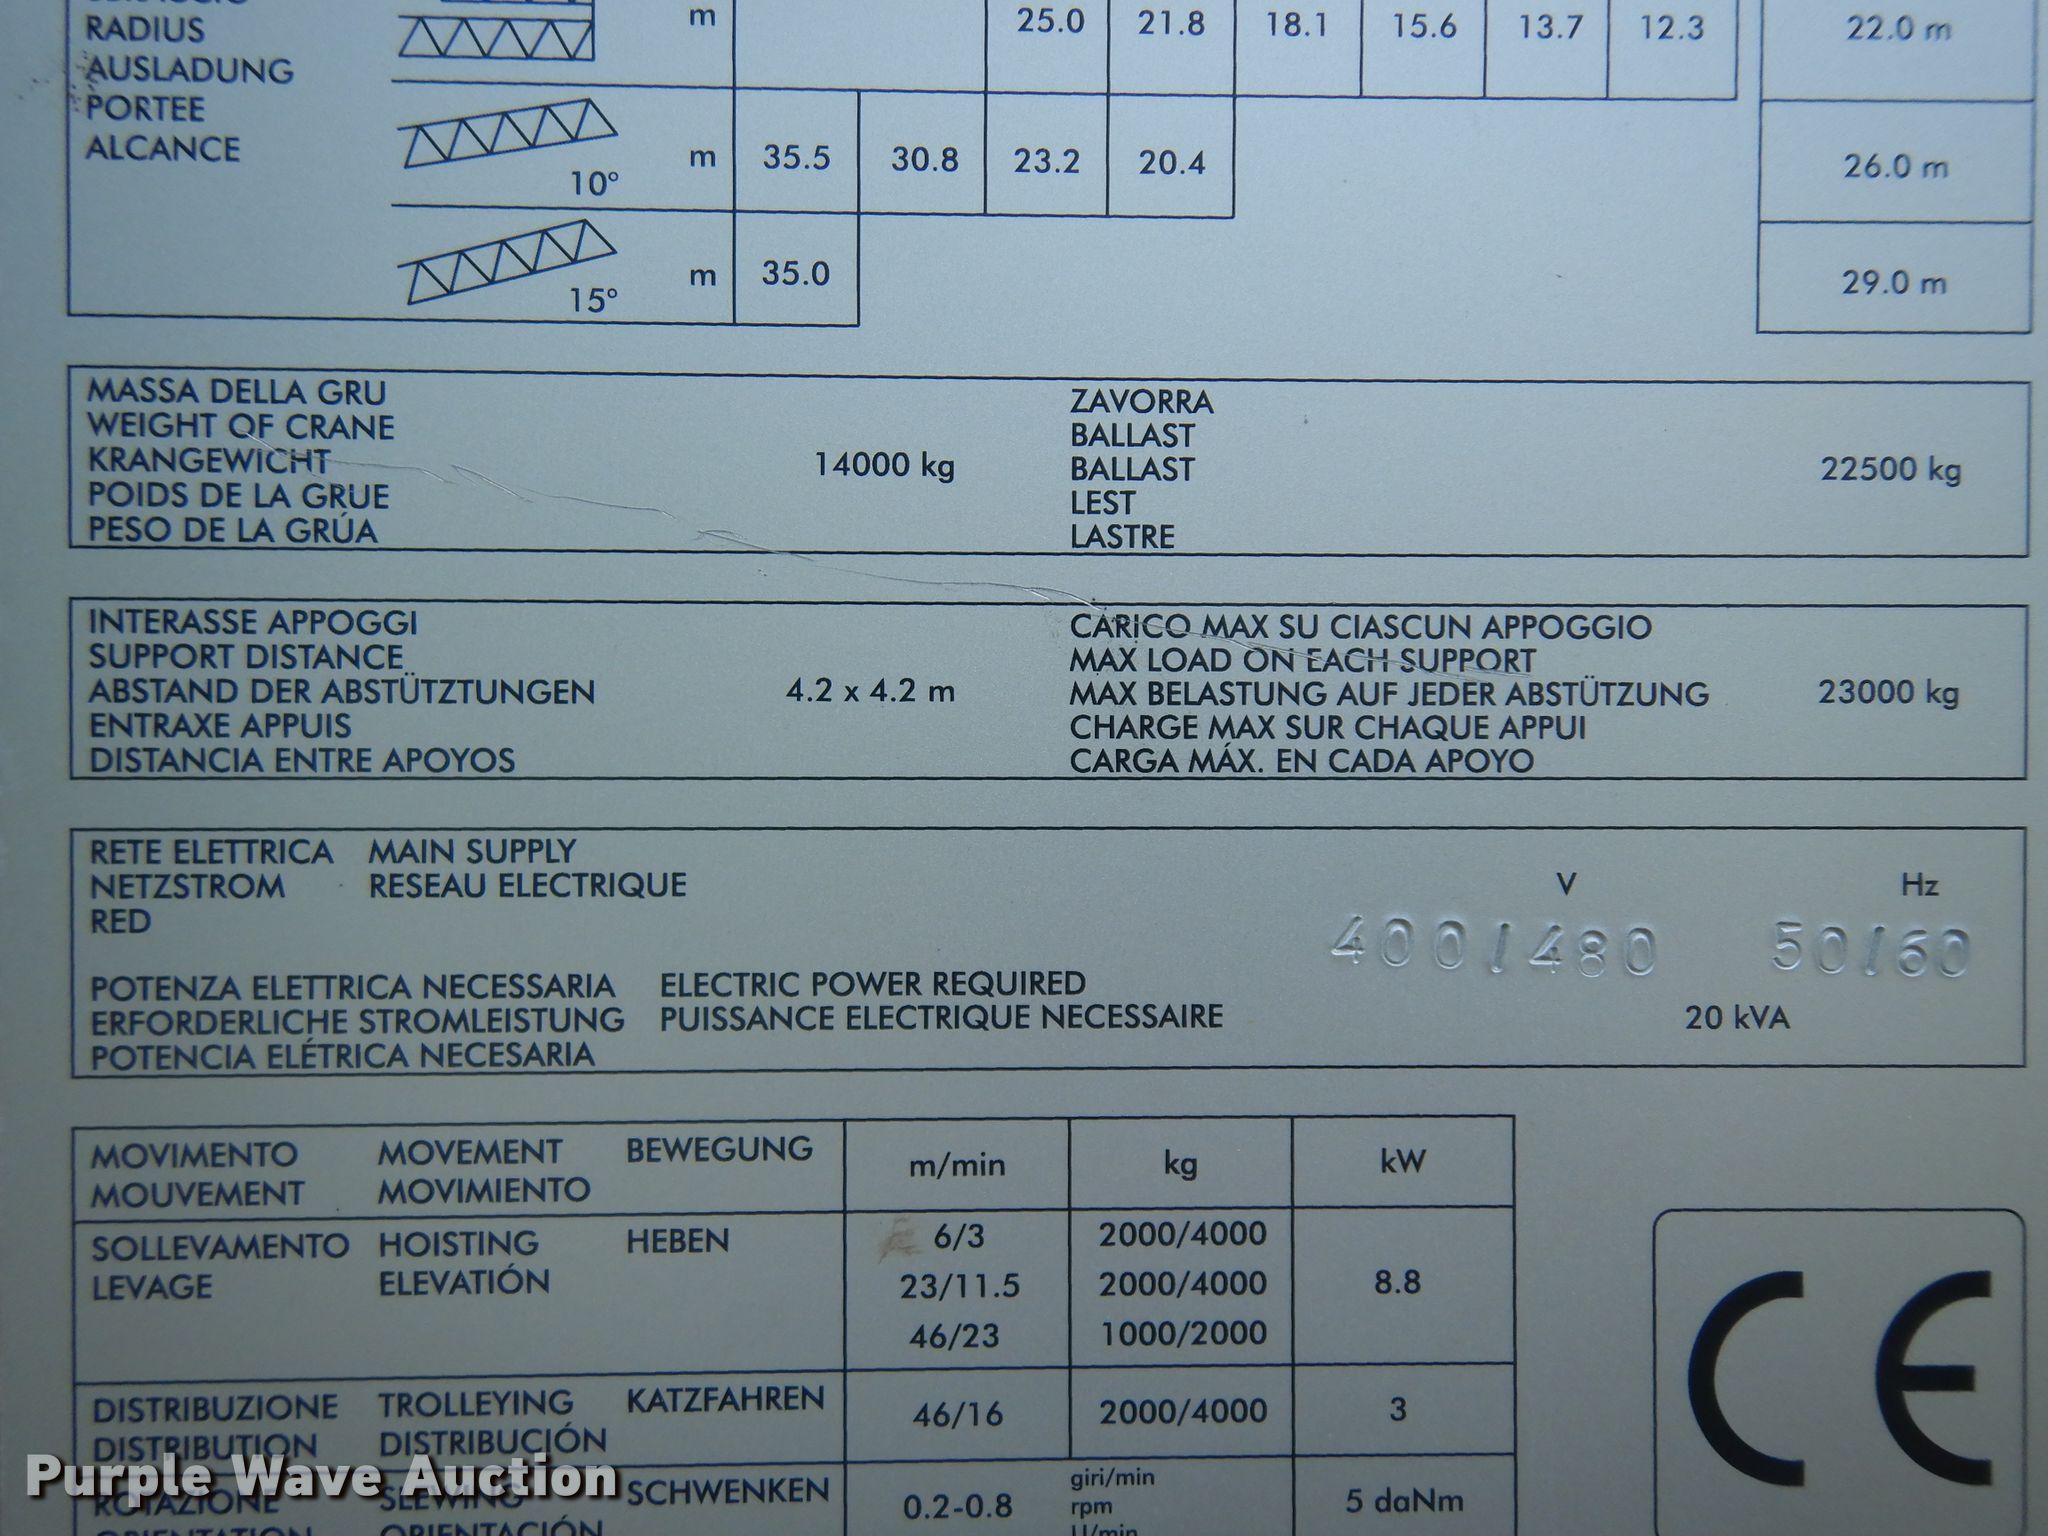 RADIUS
AUSLADUNG
PORTEE
ALCANCE
m 25.0 21.8 18.1 15.6 13.7 12.3 22.0 m
10° m 35.5 30.8 23.2 20.4 26.0 m
15° m 35.0 29.0 m
MASSA DELLA GRU
WEIGHT OF CRANE
KRANGEWICHT
POIDS DE LA GRUE
PESO DE LA GRÚA
14000 kg
ZAVORRA
BALLAST
BALLAST
LEST
LASTRE
22500 kg
INTERASSE APPOGGI
SUPPORT DISTANCE
ABSTAND DER ABSTÜTZTUNGEN
ENTRAXE APPUIS
DISTANCIA ENTRE APOYOS
4.2 x 4.2 m
CARICO MAX SU CIASCUN APPOGGIO
MAX LOAD ON EACH SUPPORT
MAX BELASTUNG AUF JEDER ABSTÜTZUNG
CHARGE MAX SUR CHAQUE APPUI
CARGA MÁX. EN CADA APOYO
23000 kg
RETE ELETTRICA MAIN SUPPLY
NETZSTROM RESEAU ELECTRIQUE
RED
V Hz
400/480 50/60
POTENZA ELETTRICA NECESSARIA ELECTRIC POWER REQUIRED
ERFORDERLICHE STROMLEISTUNG PUISSANCE ELECTRIQUE NECESSAIRE
POTENCIA ELÉTRICA NECESARIA
20 kVA
MOVIMENTO MOVEMENT BEWEGUNG
MOUVEMENT MOVIMIENTO
m/min kg kW
SOLLEVAMENTO HOISTING HEBEN
LEVAGE ELEVATIÓN
6/3 2000/4000
23/11.5 2000/4000 8.8
46/23 1000/2000
DISTRIBUZIONE TROLLEYING KATZFAHREN
DISTRIBUTION DISTRIBUCIÓN
46/16 2000/4000 3
ROTAZIONE SLEWING SCHWENKEN
ORIENTATION ORIENTACIÓN
0.2-0.8
giri/min
rpm
U/min
5 daNm
CE
Purple Wave Auction